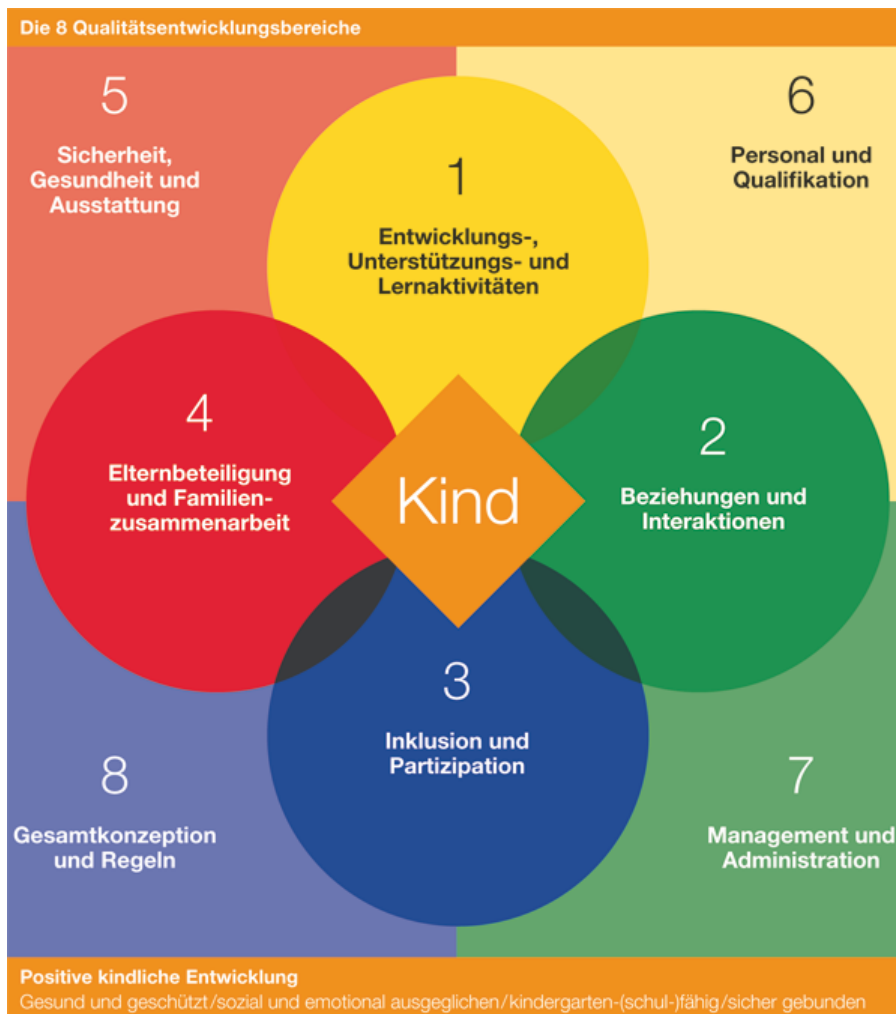 Die 8 Qualitätsentwicklungsbereiche
5
Sicherheit,
Gesundheit und
Ausstattung
6
Personal und
Qualifikation
1
Entwicklungs-,
Unterstützungs- und
Lernaktivitäten
4
Elternbeteiligung
und Familien-
zusammenarbeit
Kind
2
Beziehungen und
Interaktionen
3
Inklusion und
Partizipation
8
Gesamtkonzeption
und Regeln
7
Management und
Administration
Positive kindliche Entwicklung
Gesund und geschützt/sozial und emotional ausgeglichen/kindergarten-(schul-)fähig/sicher gebunden